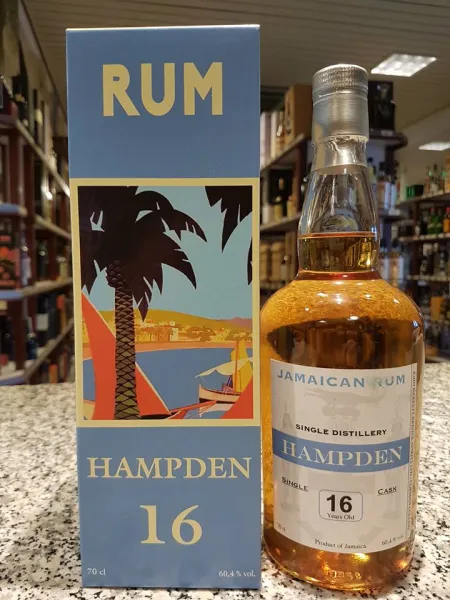 RUM
HAMPDEN
16
70 cl 60,4 % vol.
JAMAICAN RUM
SINGLE DISTILLERY
HAMPDEN
SINGLE CASK
16
Years Old
60,4% vol.
Product of Jamaica